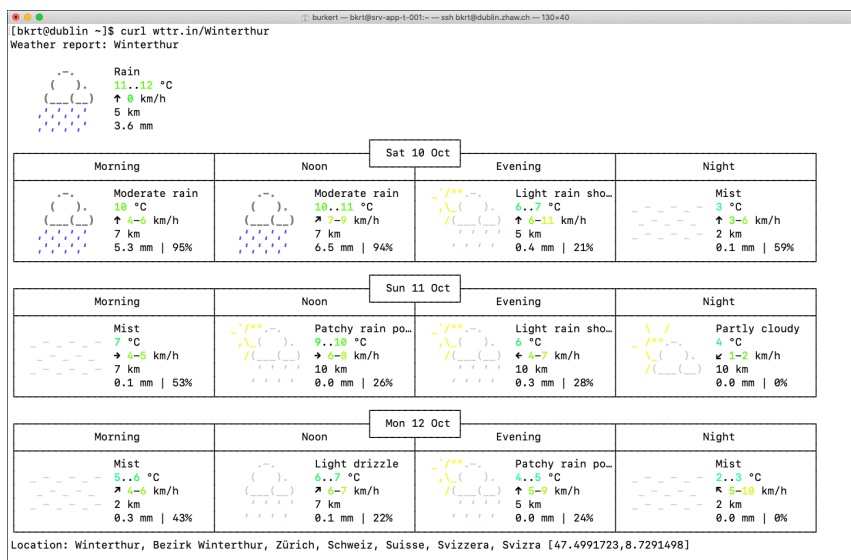 burkert — bkrt@srv-app-t-001:~ — ssh bkrt@dublin.zhaw.ch — 130×40
[bkrt@dublin ~]$ curl wttr.in/Winterthur
Weather report: Winterthur
Rain
11..12 °C
↑ 0 km/h
5 km
3.6 mm
Sat 10 Oct
Morning Noon Evening Night
Moderate rain Moderate rain Light rain sho… Mist
10 °C 10..11 °C 6..7 °C 3 °C
↑ 4–6 km/h ↗ 7–9 km/h ↑ 6–11 km/h ↑ 3–6 km/h
7 km 7 km 5 km 2 km
5.3 mm | 95% 6.5 mm | 94% 0.4 mm | 21% 0.1 mm | 59%
Sun 11 Oct
Morning Noon Evening Night
Mist Patchy rain po… Light rain sho… Partly cloudy
7 °C 9..10 °C 6 °C 4 °C
→ 4–5 km/h → 6–8 km/h ← 4–7 km/h ↙ 1–2 km/h
7 km 10 km 10 km 10 km
0.1 mm | 53% 0.0 mm | 26% 0.3 mm | 28% 0.0 mm | 0%
Mon 12 Oct
Morning Noon Evening Night
Mist Light drizzle Patchy rain po… Mist
5..6 °C 6..7 °C 4..5 °C 2..3 °C
↗ 4–6 km/h ↗ 6–7 km/h ↑ 5–9 km/h ↖ 5–10 km/h
2 km 7 km 5 km 2 km
0.3 mm | 43% 0.1 mm | 22% 0.0 mm | 24% 0.0 mm | 0%
Location: Winterthur, Bezirk Winterthur, Zürich, Schweiz, Suisse, Svizzera, Svizra [47.4991723,8.7291498]